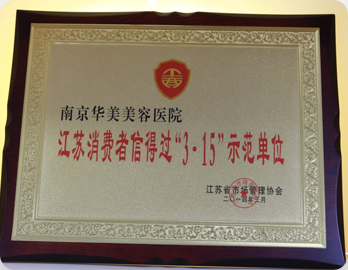 南京华美美容医院
江苏消费者信得过“3·15”示范单位
江苏省市场管理协会
二〇一四年三月